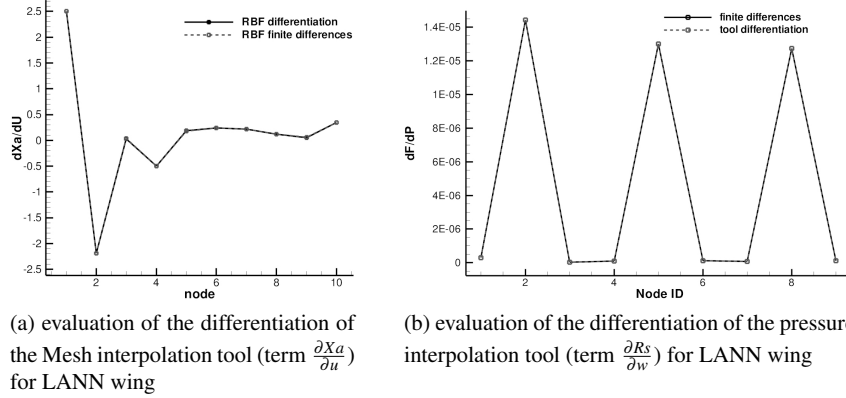 2.5
2
1.5
1
0.5
0
-0.5
-1
-1.5
-2
-2.5
dXa/dU
RBF differentiation
RBF finite differences
2
4
6
8
10
node
1.4E-05
1.2E-05
1E-05
8E-06
6E-06
4E-06
2E-06
0
dF/dP
finite differences
tool differentiation
2
4
6
8
Node ID
(a) evaluation of the differentiation of
the Mesh interpolation tool (term ∂Xa/∂u)
for LANN wing
(b) evaluation of the differentiation of the pressure
interpolation tool (term ∂Rs/∂w) for LANN wing